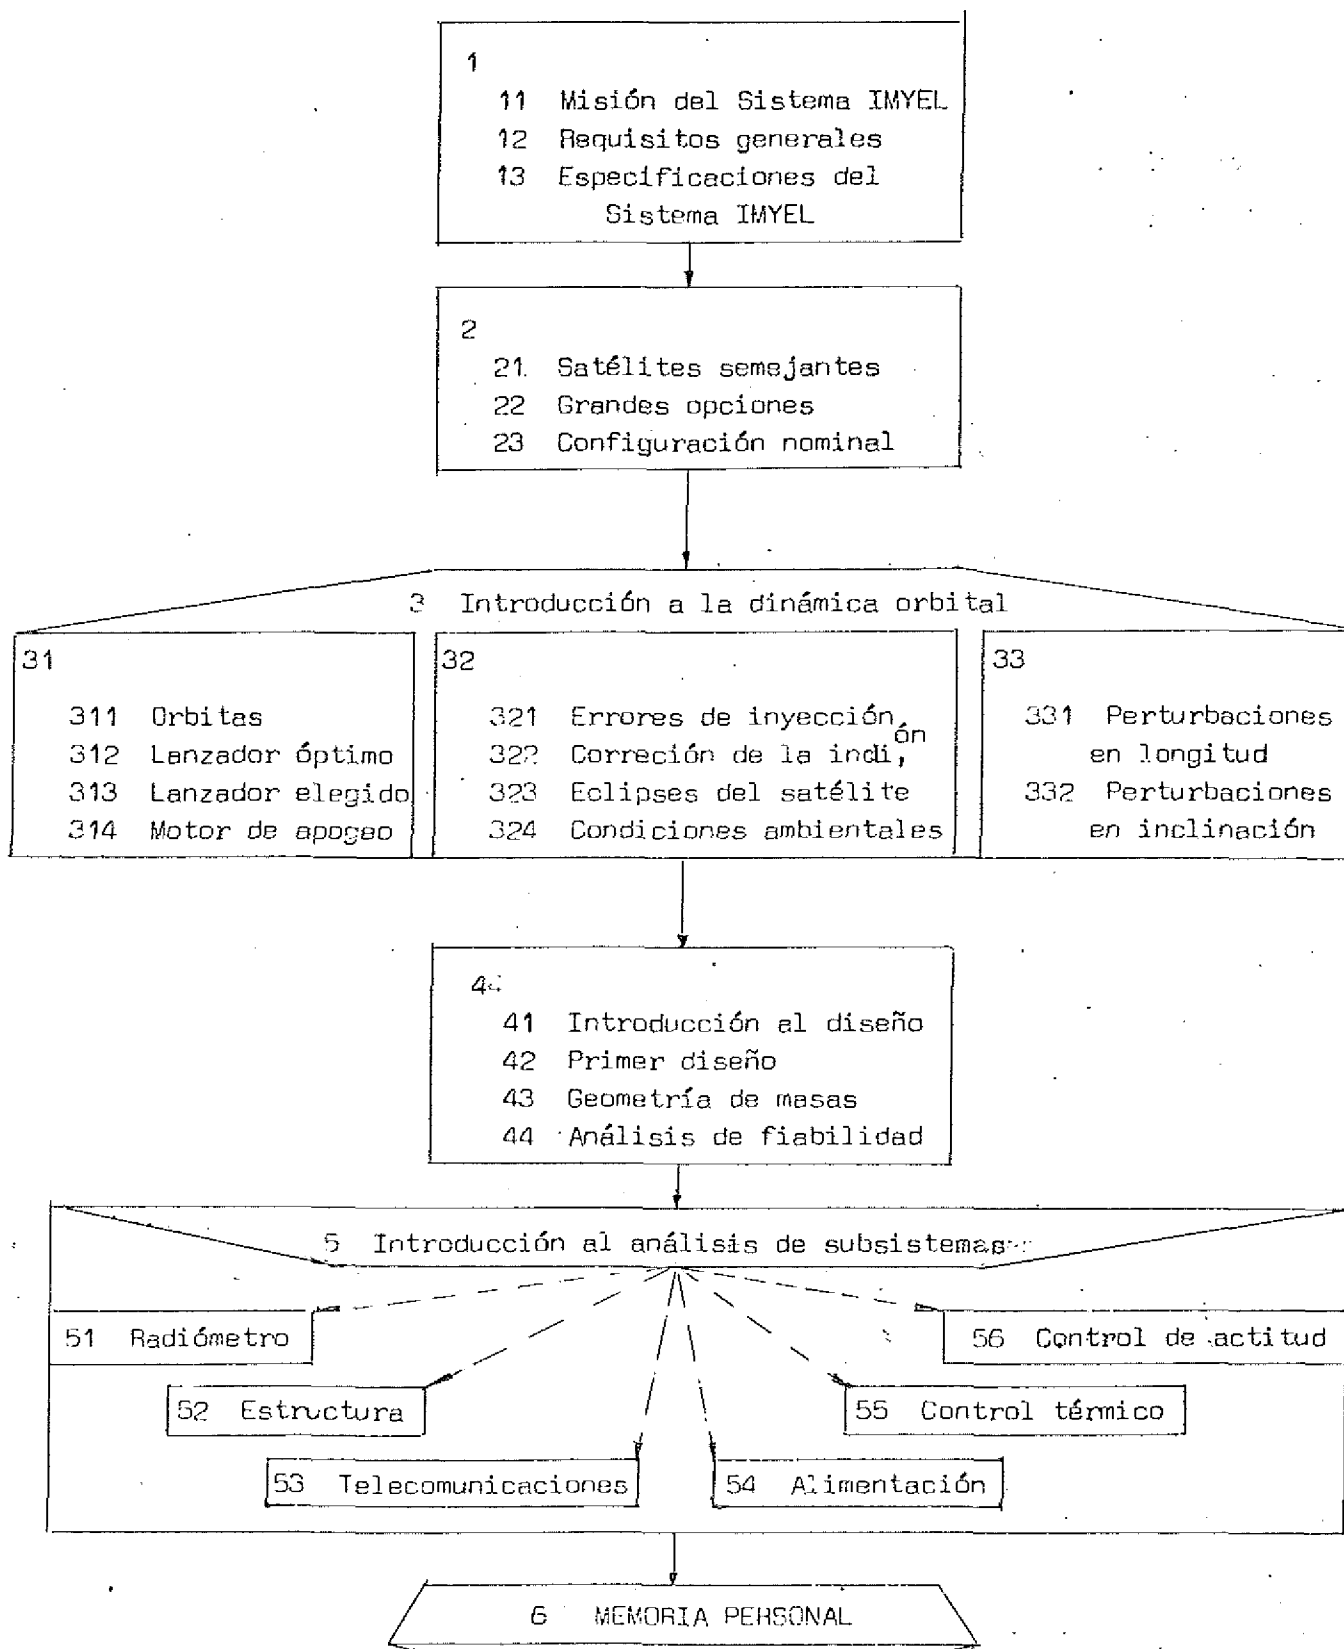 1
11 Misión del Sistema IMYEL
12 Requisitos generales
13 Especificaciones del
Sistema IMYEL
2
21. Satélites semejantes
22 Grandes opciones
23 Configuración nominal
3 Introducción a la dinámica orbital
31
311 Orbitas
312 Lanzador óptimo
313 Lanzador elegido
314 Motor de apogeo
32
321 Errores de inyección
322 Correción de la incli,ón
323 Eclipses del satélite
324 Condiciones ambientales
33
331 Perturbaciones
en longitud
332 Perturbaciones
en inclinación
4
41 Introducción al diseño
42 Primer diseño
43 Geometría de masas
44 Análisis de fiabilidad
5 Introducción al análisis de subsistemas
51 Radiómetro
56 Control de actitud
52 Estructura
55 Control térmico
53 Telecomunicaciones
54 Alimentación
6 MEMORIA PERSONAL